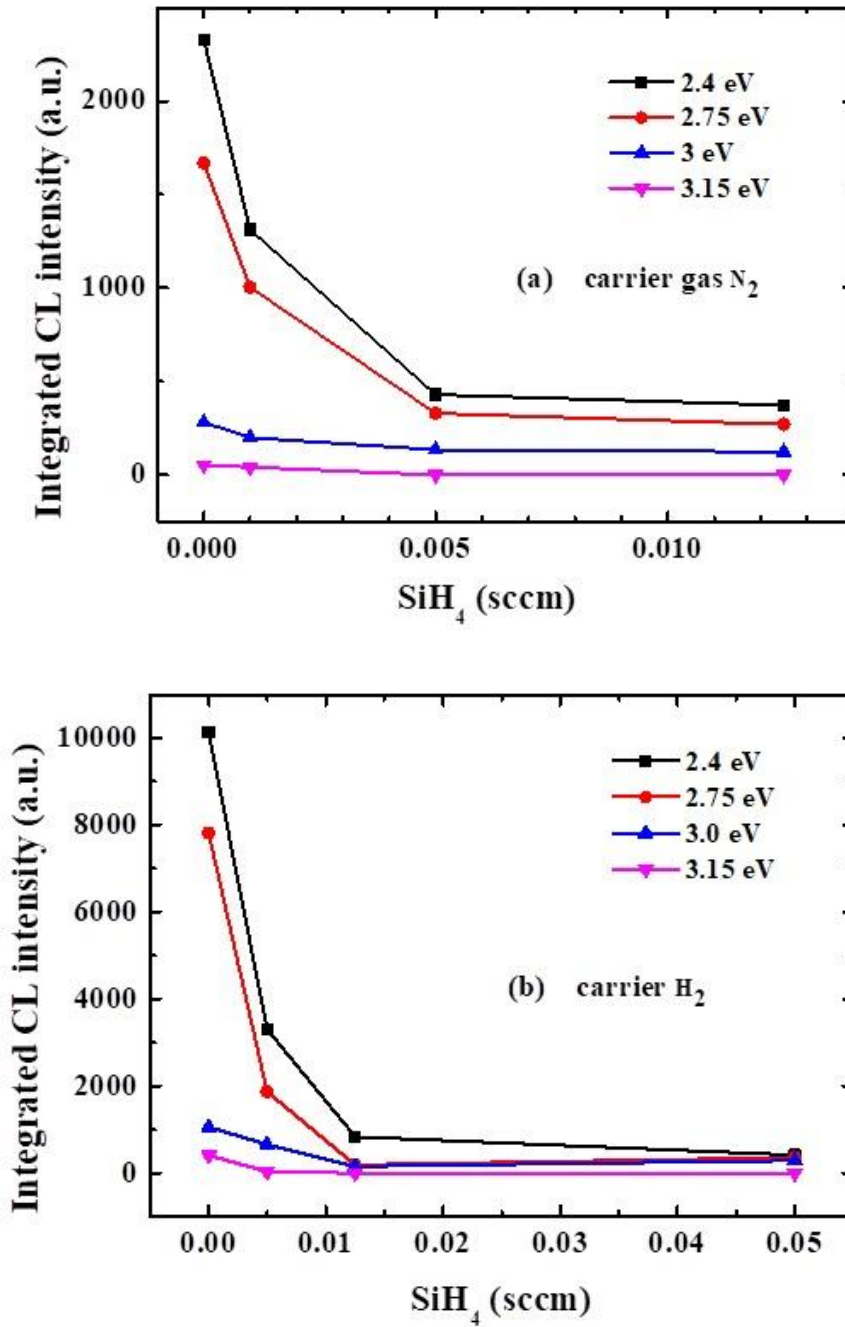 2.4 eV
2.75 eV
3 eV
3.15 eV
(a) carrier gas N2
2000
1000
0
Integrated CL intensity (a.u.)
0.000 0.005 0.010
SiH4 (sccm)
2.4 eV
2.75 eV
3.0 eV
3.15 eV
(b) carrier H2
10000
8000
6000
4000
2000
0
Integrated CL intensity (a.u.)
0.00 0.01 0.02 0.03 0.04 0.05
SiH4 (sccm)